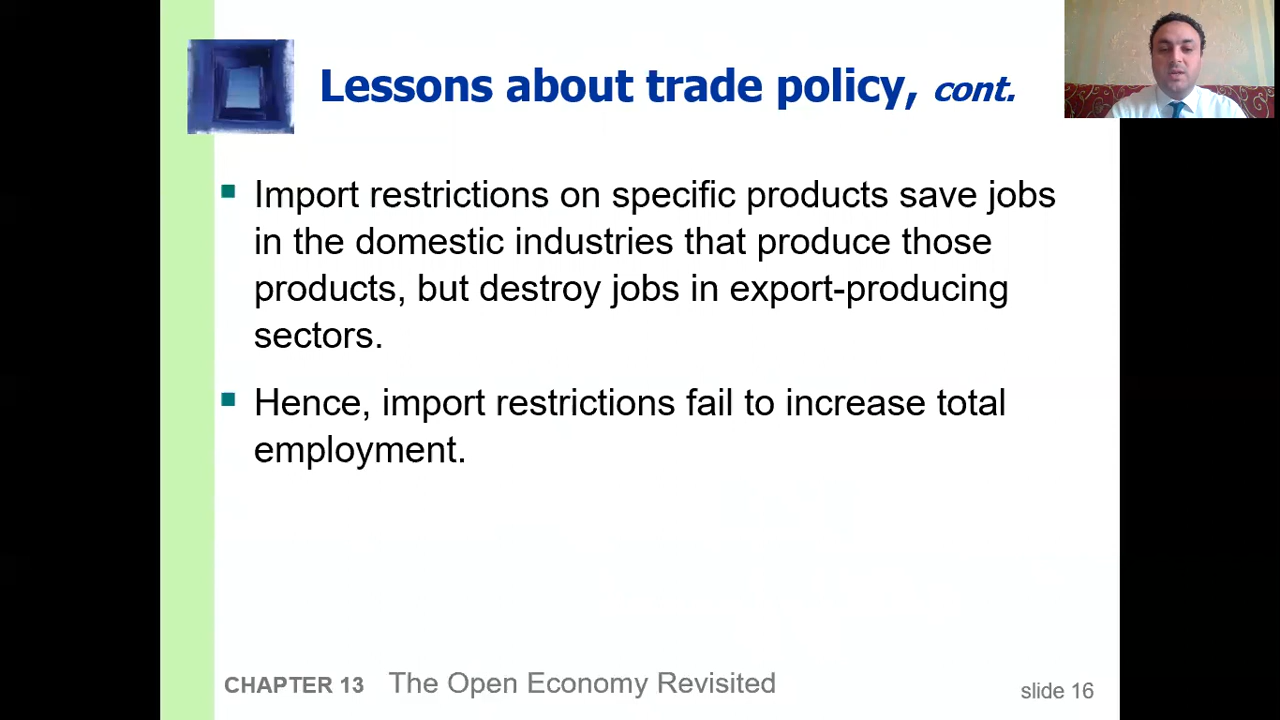 Lessons about trade policy, cont.
Import restrictions on specific products save jobs
in the domestic industries that produce those
products, but destroy jobs in export-producing
sectors.
Hence, import restrictions fail to increase total
employment.
CHAPTER 13 The Open Economy Revisited
slide 16